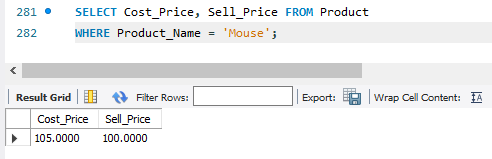 281 SELECT Cost_Price, Sell_Price FROM Product
282 WHERE Product_Name = 'Mouse';
Result Grid Filter Rows: Export: Wrap Cell Content: IA
Cost_Price Sell_Price
105.0000 100.0000